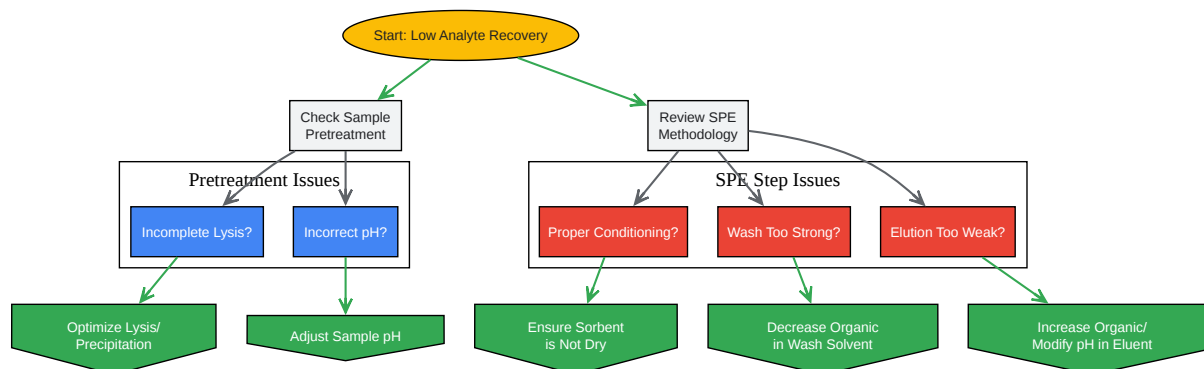 Start: Low Analyte Recovery
Check Sample
Pretreatment
Review SPE
Methodology
Pretreatment Issues
SPE Step Issues
Incomplete Lysis?
Incorrect pH?
Proper Conditioning?
Wash Too Strong?
Elution Too Weak?
Optimize Lysis/
Precipitation
Adjust Sample pH
Ensure Sorbent
is Not Dry
Decrease Organic
in Wash Solvent
Increase Organic/
Modify pH in Eluent